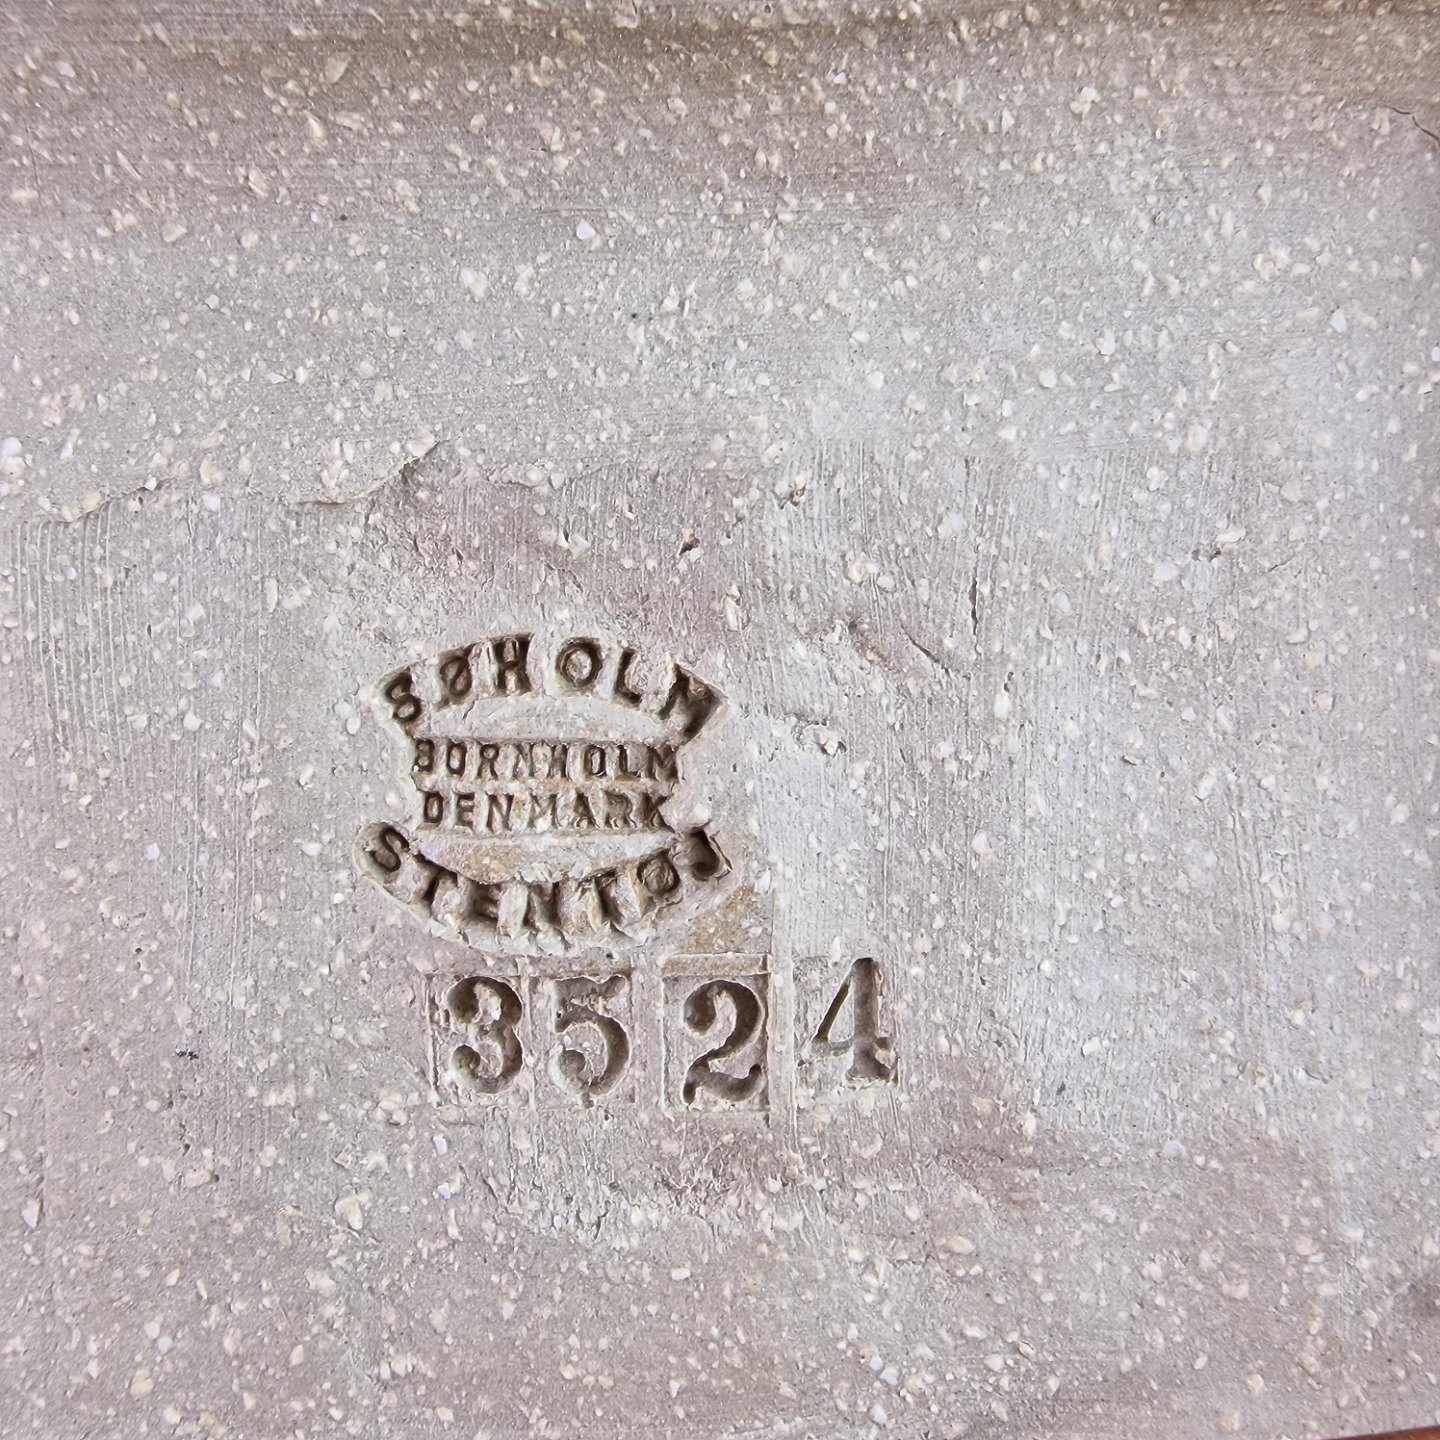 SØHOLM
BORNHOLM
DENMARK
STENTØJ
3524